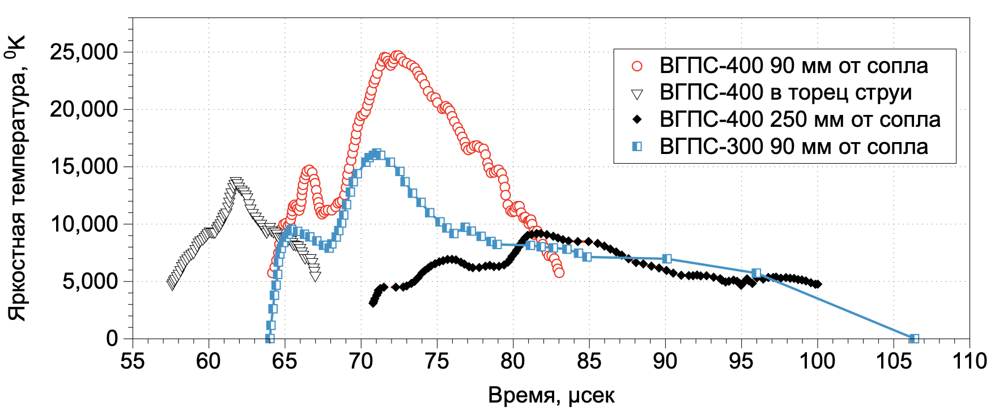 Яркостная температура, ⁰K
25,000
20,000
15,000
10,000
5,000
0
55 60 65 70 75 80 85 90 95 100 105 110
Время, μсек
ВГПС-400 90 мм от сопла
ВГПС-400 в торец струи
ВГПС-400 250 мм от сопла
ВГПС-300 90 мм от сопла